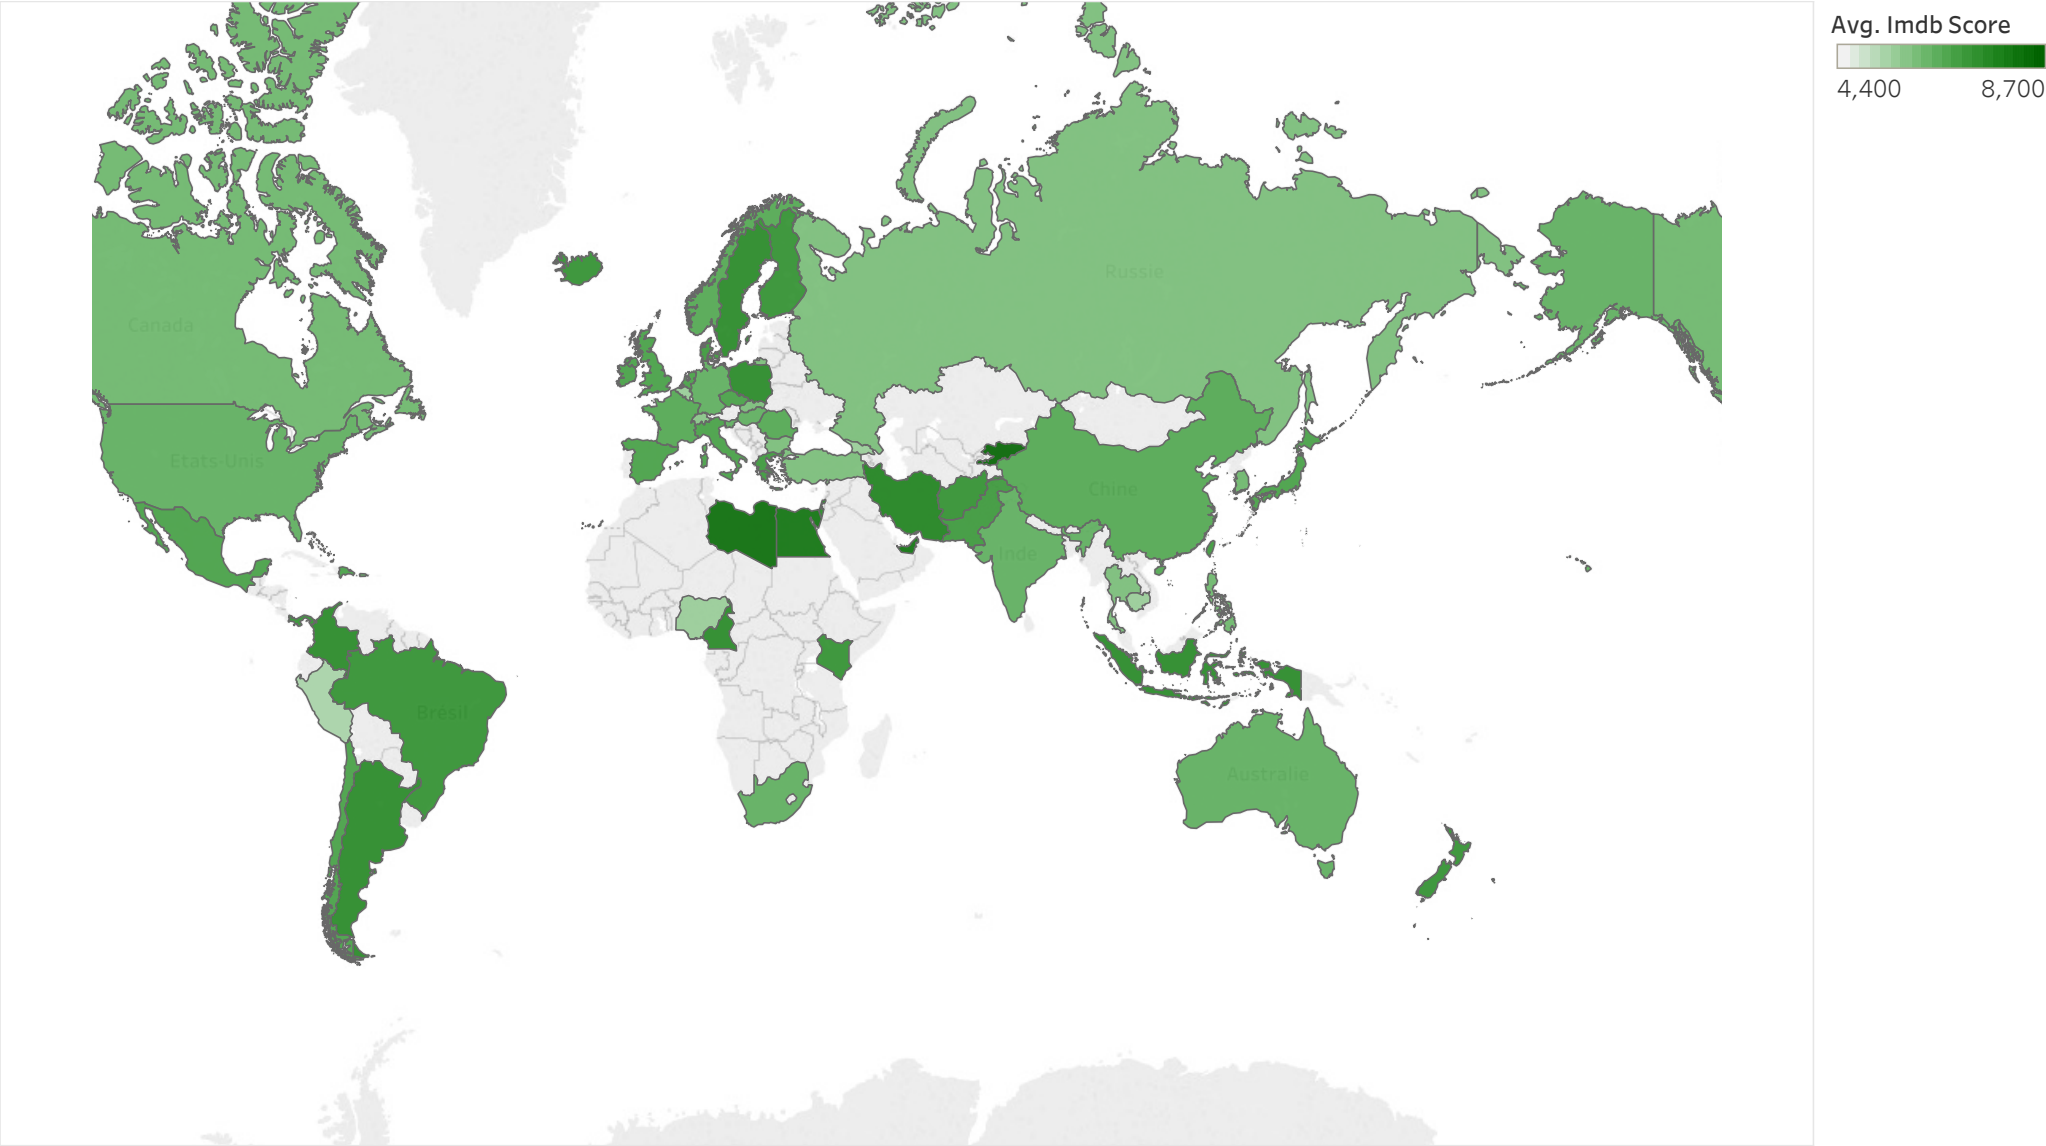 Avg. Imdb Score
4,400 8,700
Russie
Canada
Etats-Unis
Chine
Inde
Brésil
Australie